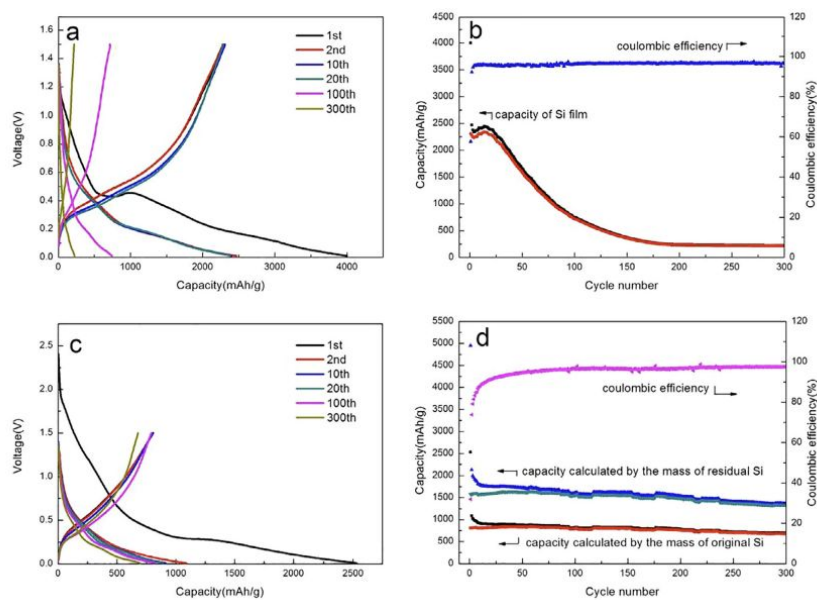 a
1.6
1.4
1.2
1.0
0.8
0.6
0.4
0.2
0.0
Voltage(V)
0 1000 2000 3000 4000
Capacity(mAh/g)
1st
2nd
10th
20th
100th
300th
b
4500
4000
3500
3000
2500
2000
1500
1000
500
0
Capacity(mAh/g)
120
100
80
60
40
20
0
Coulombic efficiency(%)
coulombic efficiency
capacity of Si film
0 50 100 150 200 250 300
Cycle number
c
2.5
2.0
1.5
1.0
0.5
0.0
Voltage(V)
0 500 1000 1500 2000 2500
Capacity(mAh/g)
1st
2nd
10th
20th
100th
300th
d
5500
5000
4500
4000
3500
3000
2500
2000
1500
1000
500
0
Capacity(mAh/g)
120
100
80
60
40
20
0
Coulombic efficiency(%)
coulombic efficiency
capacity calculated by the mass of residual Si
capacity calculated by the mass of original Si
0 50 100 150 200 250 300
Cycle number